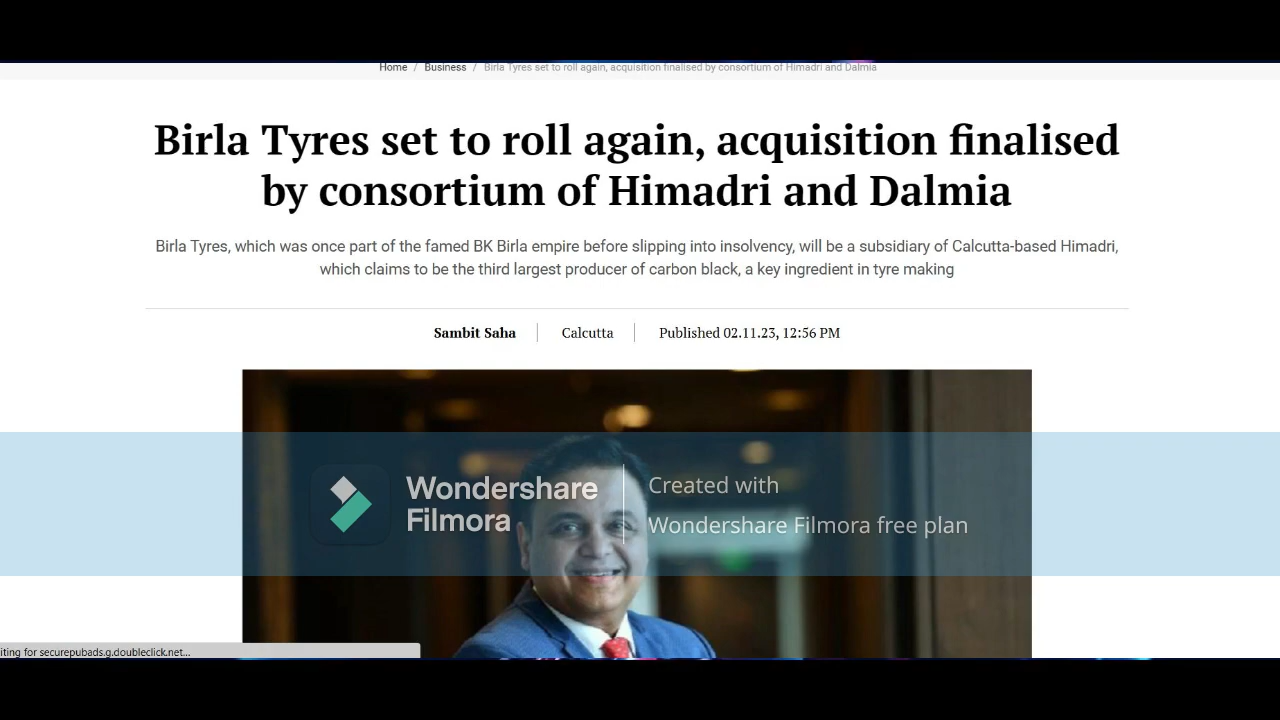 Home / Business / Birla Tyres set to roll again, acquisition finalised by consortium of Himadri and Dalmia
Birla Tyres set to roll again, acquisition finalised
by consortium of Himadri and Dalmia
Birla Tyres, which was once part of the famed BK Birla empire before slipping into insolvency, will be a subsidiary of Calcutta-based Himadri,
which claims to be the third largest producer of carbon black, a key ingredient in tyre making
Sambit Saha | Calcutta | Published 02.11.23, 12:56 PM
Wondershare
Filmora
Created with
Wondershare Filmora free plan
iting for securepubads.g.doubleclick.net...